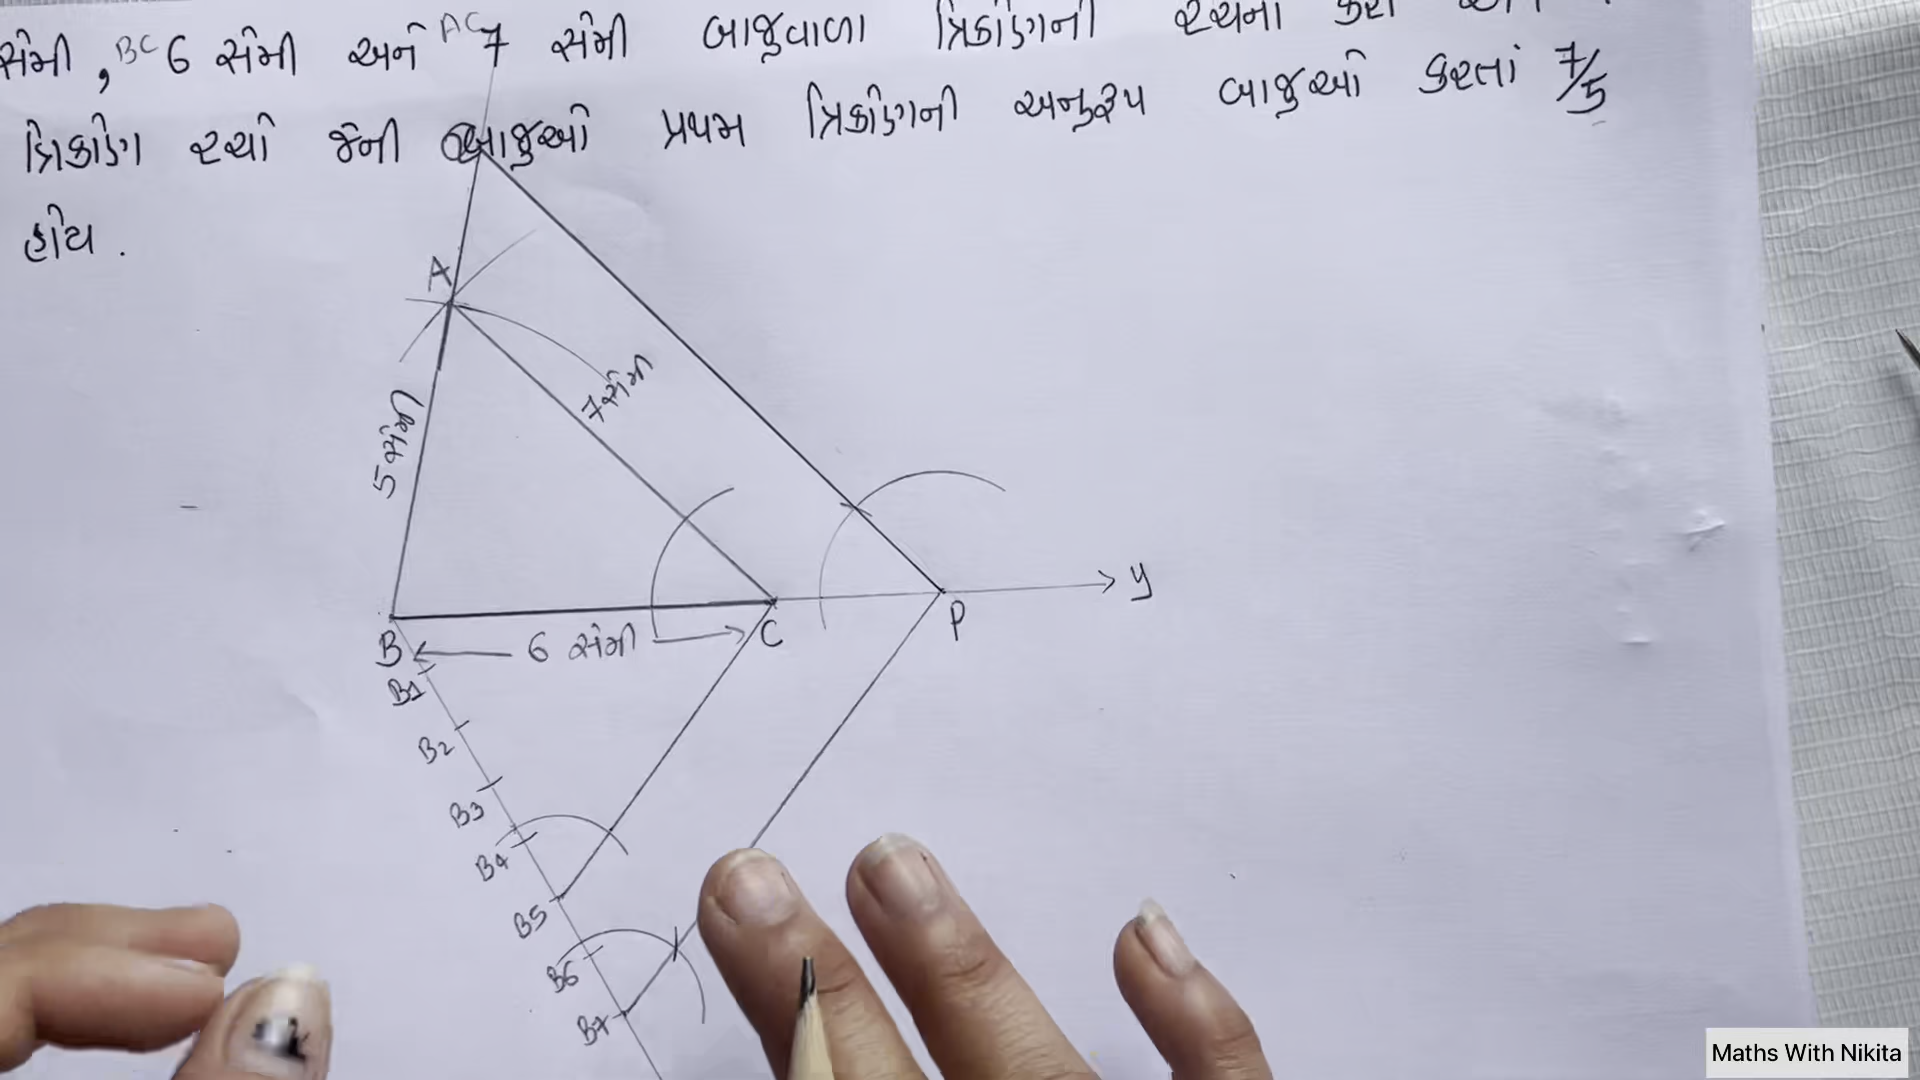 સેમી , BC 6 સેમી અને AC 7 સેમી બાજુવાળા ત્રિકોણની રચના કરો
ત્રિકોણ રચો જેની બાજુઓ પ્રથમ ત્રિકોણની અનુરૂપ બાજુઓ કરતાં 7/5
હોય .
A
5 સેમી
7 સેમી
y
B
6 સેમી
C
P
B1
B2
B3
B4
B5
B6
B7
Maths With Nikita